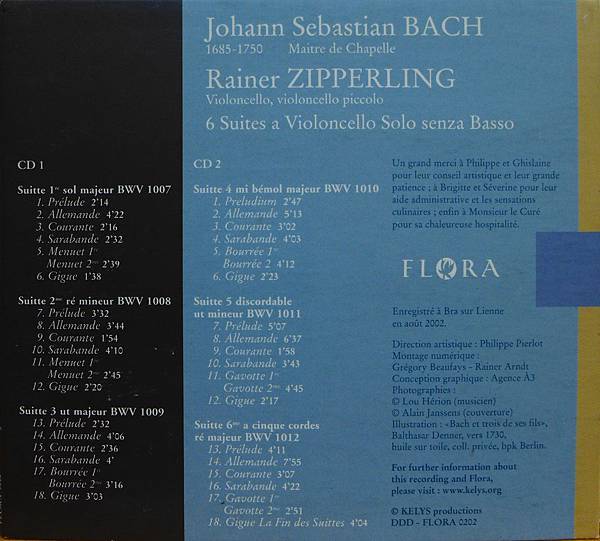 Johann Sebastian BACH
1685-1750 Maitre de Chapelle
Rainer ZIPPERLING
Violoncello, violoncello piccolo
6 Suites a Violoncello Solo senza Basso
CD 1
Suitte 1re sol majeur BWV 1007
1. Prélude 2'14
2. Allemande 4'22
3. Courante 2'16
4. Sarabande 2'32
5. Menuet 1er
Menuet 2me 2'39
6. Gigue 1'38
Suitte 2me ré mineur BWV 1008
7. Prélude 3'32
8. Allemande 3'44
9. Courante 1'54
10. Sarabande 4'10
11. Menuet 1er
Menuet 2me 2'45
12. Gigue 2'20
Suitte 3 ut majeur BWV 1009
13. Prélude 2'32
14. Allemande 4'06
15. Courante 2'36
16. Sarabande 4'
17. Bourrée 1re
Bourrée 2me 3'16
18. Gigue 3'03
CD 2
Suitte 4 mi bémol majeur BWV 1010
1. Preludium 2'47
2. Allemande 5'13
3. Courante 3'02
4. Sarabande 4'03
5. Bourrée 1re
Bourrée 2 4'12
6. Gigue 2'23
Suitte 5 discordable
ut mineur BWV 1011
7. Prélude 5'07
8. Allemande 6'37
9. Courante 1'58
10. Sarabande 3'43
11. Gavotte 1re
Gavotte 2me 4'45
12. Gigue 2'17
Suitte 6me a cinque cordes
ré majeur BWV 1012
13. Prélude 4'11
14. Allemande 7'55
15. Courante 3'07
16. Sarabande 4'22
17. Gavotte 1re
Gavotte 2me 2'51
18. Gigue La Fin des Suittes 4'04
Un grand merci à Philippe et Ghislaine
pour leur conseil artistique et leur grande
patience ; à Brigitte et Séverine pour leur
aide administrative et les sensations
culinaires ; enfin à Monsieur le Curé
pour sa chaleureuse hospitalité.
FLORA
Enregistré à Bra sur Lienne
en août 2002.
Direction artistique : Philippe Pierlot
Montage numérique :
Grégory Beaufays - Rainer Arndt
Conception graphique : Agence A3
Photographies :
© Lou Hérion (musicien)
© Alain Janssens (couverture)
Illustration : «Bach et trois de ses fils»,
Balthasar Denner, vers 1730,
huile sur toile, coll. privée, bpk Berlin.
For further information about
this recording and Flora,
please visit : www.kelys.org
© KELYS productions
DDD - FLORA 0202